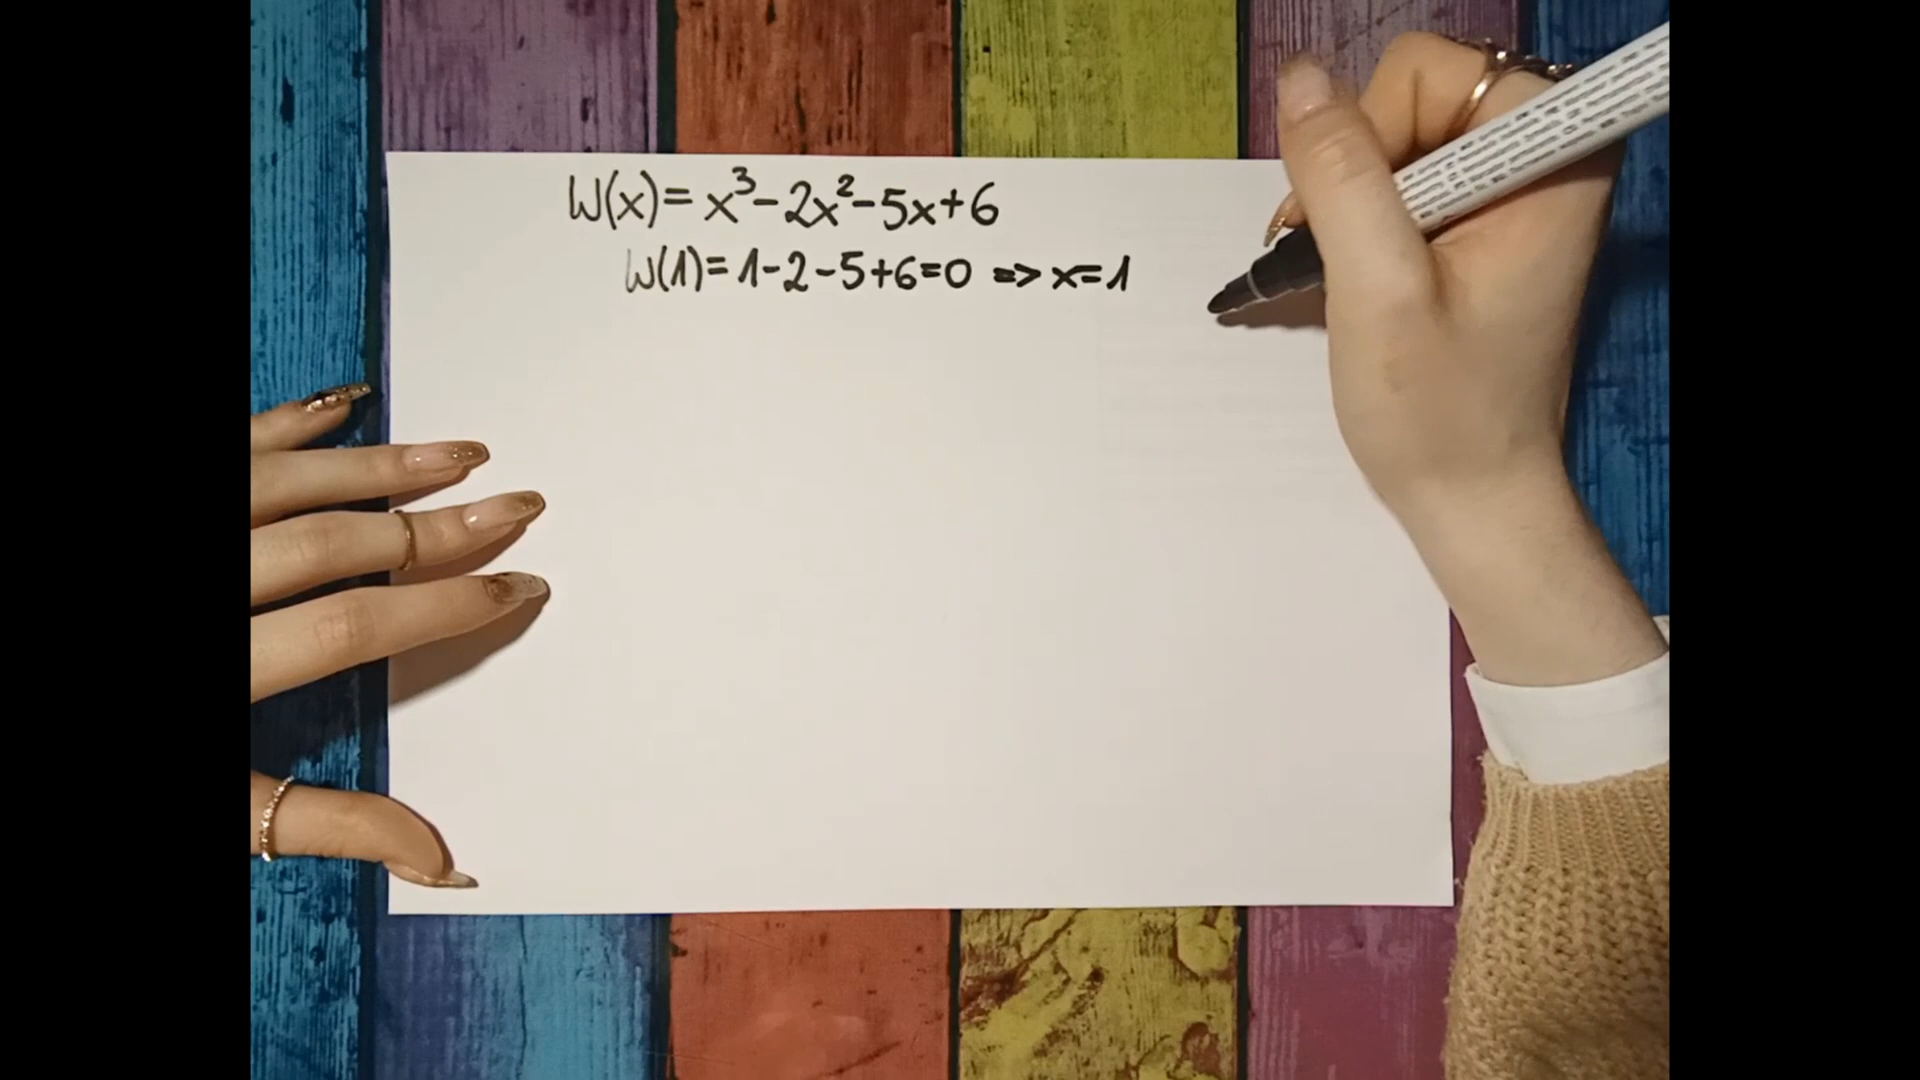 W(x)= x³-2x²-5x+6
W(1)= 1-2-5+6=0 => x=1